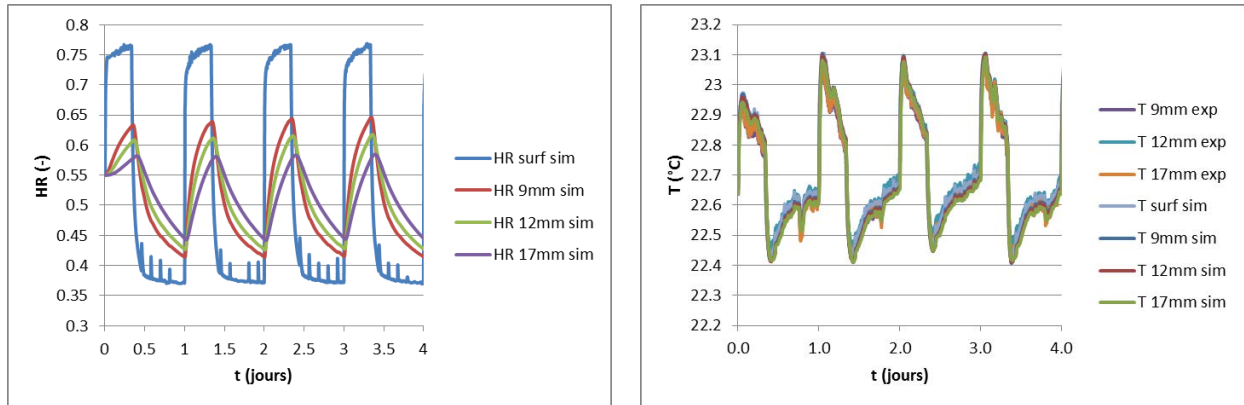 0.8
0.75
0.7
0.65
0.6
0.55
0.5
0.45
0.4
0.35
0.3
HR (-)
0 0.5 1 1.5 2 2.5 3 3.5 4
t (jours)
HR surf sim
HR 9mm sim
HR 12mm sim
HR 17mm sim
23.2
23.1
23
22.9
22.8
22.7
22.6
22.5
22.4
22.3
22.2
T (°C)
0.0 1.0 2.0 3.0 4.0
t (jours)
T 9mm exp
T 12mm exp
T 17mm exp
T surf sim
T 9mm sim
T 12mm sim
T 17mm sim